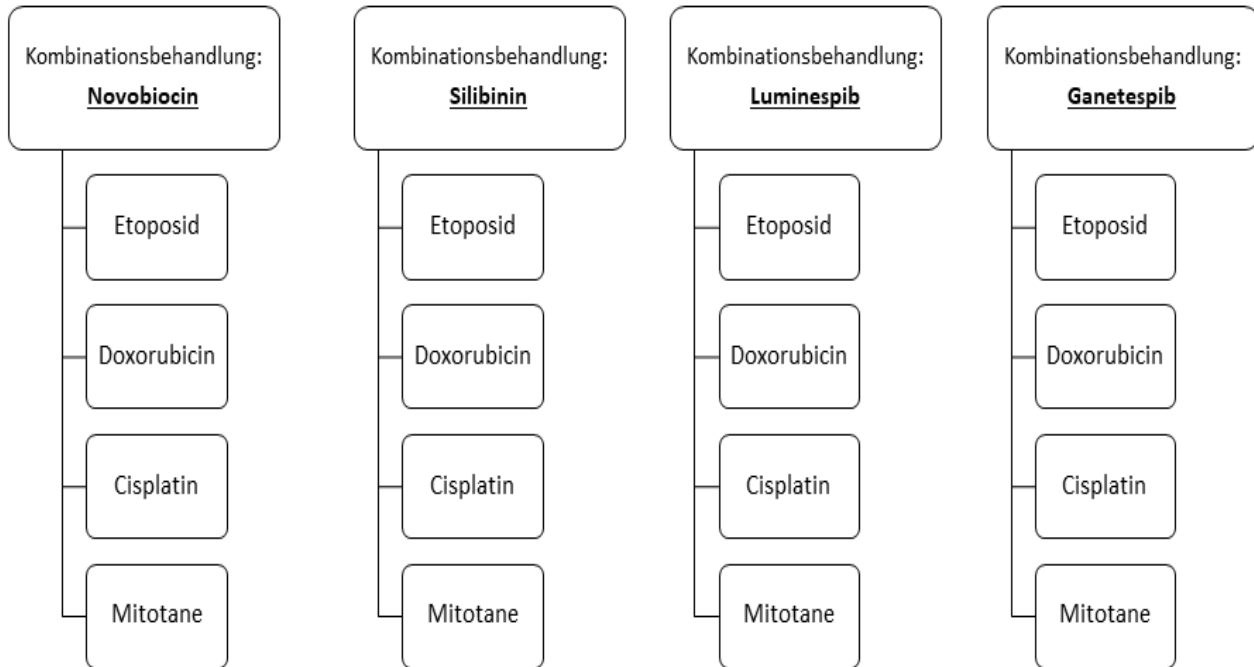 Kombinationsbehandlung:
Novobiocin
Etoposid
Doxorubicin
Cisplatin
Mitotane
Kombinationsbehandlung:
Silibinin
Etoposid
Doxorubicin
Cisplatin
Mitotane
Kombinationsbehandlung:
Luminespib
Etoposid
Doxorubicin
Cisplatin
Mitotane
Kombinationsbehandlung:
Ganetespib
Etoposid
Doxorubicin
Cisplatin
Mitotane